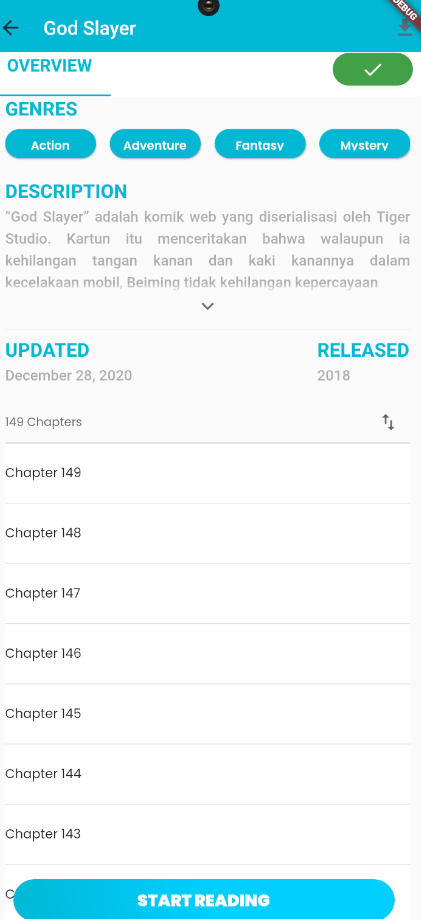 God Slayer
DEBUG
OVERVIEW
GENRES
Action Adventure Fantasy Mystery
DESCRIPTION
“God Slayer” adalah komik web yang diserialisasi oleh Tiger
Studio. Kartun itu menceritakan bahwa walaupun ia
kehilangan tangan kanan dan kaki kanannya dalam
kecelakaan mobil, Beiming tidak kehilangan kepercayaan
UPDATED RELEASED
December 28, 2020 2018
149 Chapters
Chapter 149
Chapter 148
Chapter 147
Chapter 146
Chapter 145
Chapter 144
Chapter 143
C
START READING